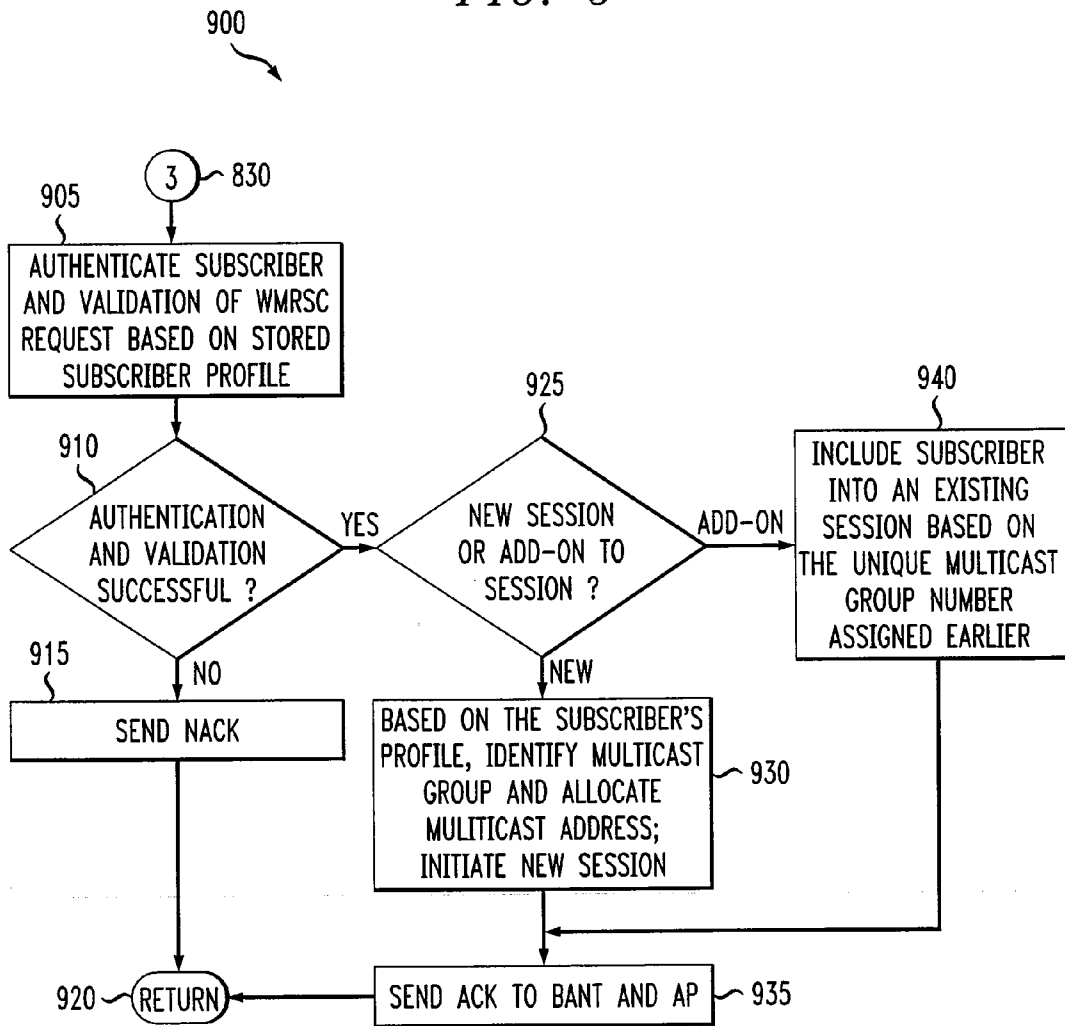 900
3
830
905
AUTHENTICATE SUBSCRIBER
AND VALIDATION OF WMRSC
REQUEST BASED ON STORED
SUBSCRIBER PROFILE
910
AUTHENTICATION
AND VALIDATION
SUCCESSFUL ?
YES
NO
915
SEND NACK
920
RETURN
925
NEW SESSION
OR ADD-ON TO
SESSION ?
ADD-ON
NEW
BASED ON THE SUBSCRIBER'S
PROFILE, IDENTIFY MULTICAST
GROUP AND ALLOCATE
MULITICAST ADDRESS;
INITIATE NEW SESSION
930
940
INCLUDE SUBSCRIBER
INTO AN EXISTING
SESSION BASED ON
THE UNIQUE MULTICAST
GROUP NUMBER
ASSIGNED EARLIER
SEND ACK TO BANT AND AP
935